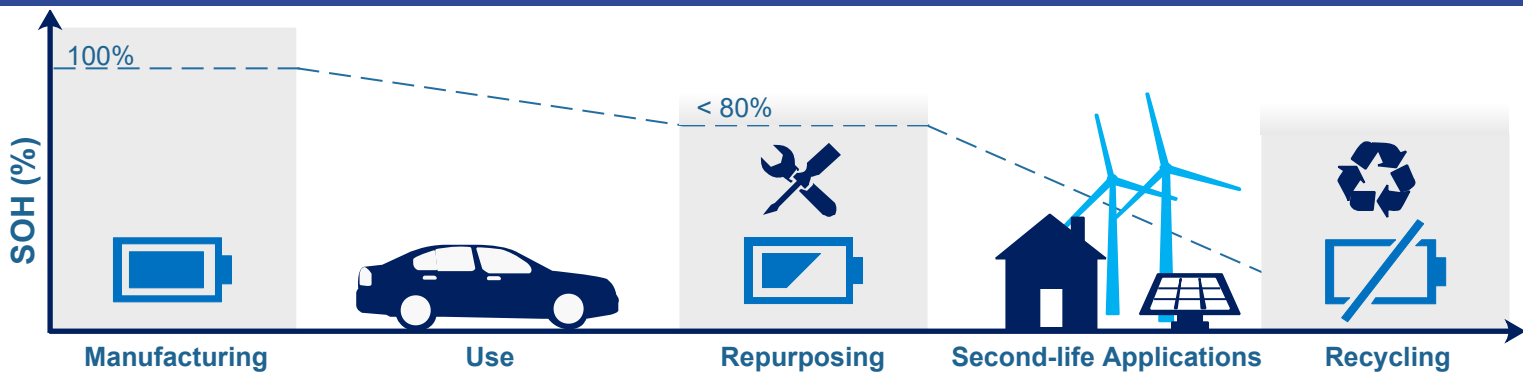 100%
< 80%
SOH (%)
Manufacturing
Use
Repurposing
Second-life Applications
Recycling